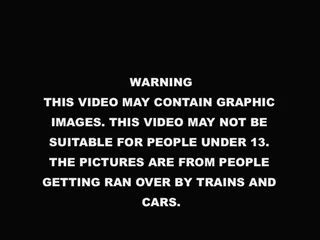 WARNING
THIS VIDEO MAY CONTAIN GRAPHIC
IMAGES. THIS VIDEO MAY NOT BE
SUITABLE FOR PEOPLE UNDER 13.
THE PICTURES ARE FROM PEOPLE
GETTING RAN OVER BY TRAINS AND
CARS.